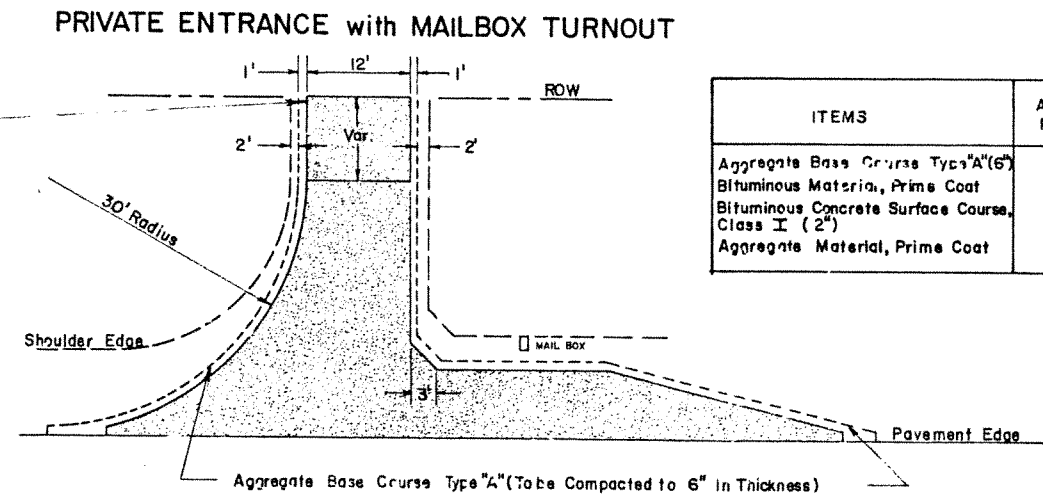 PRIVATE ENTRANCE with MAILBOX TURNOUT
1' 12' 1'
ROW
Var.
2' 2'
30' Radius
Shoulder Edge
MAIL BOX
3'
Pavement Edge
Aggregate Base Course Type "A" (To be Compacted to 6" in Thickness)
ITEMS
Aggregate Base Course Type "A" (6")
Bituminous Material, Prime Coat
Bituminous Concrete Surface Course,
Class I (2")
Aggregate Material, Prime Coat